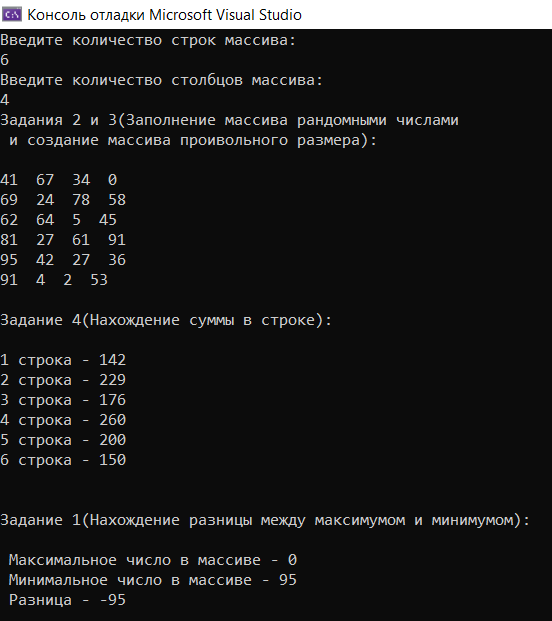 Консоль отладки Microsoft Visual Studio
Введите количество строк массива:
6
Введите количество столбцов массива:
4
Задания 2 и 3(Заполнение массива рандомными числами
и создание массива проивольного размера):
41 67 34 0
69 24 78 58
62 64 5 45
81 27 61 91
95 42 27 36
91 4 2 53
Задание 4(Нахождение суммы в строке):
1 строка - 142
2 строка - 229
3 строка - 176
4 строка - 260
5 строка - 200
6 строка - 150
Задание 1(Нахождение разницы между максимумом и минимумом):
Максимальное число в массиве - 0
Минимальное число в массиве - 95
Разница - -95